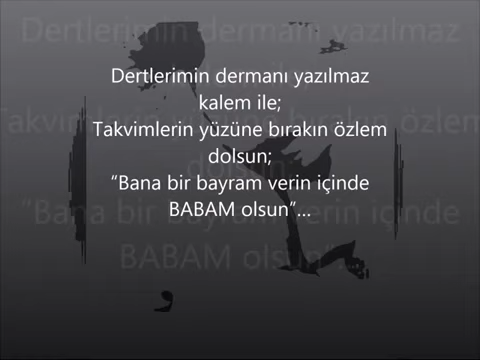 Dertlerimin dermanı yazılmaz
kalem ile;
Takvimlerin yüzüne bırakın özlem
dolsun;
“Bana bir bayram verin içinde
BABAM olsun”...